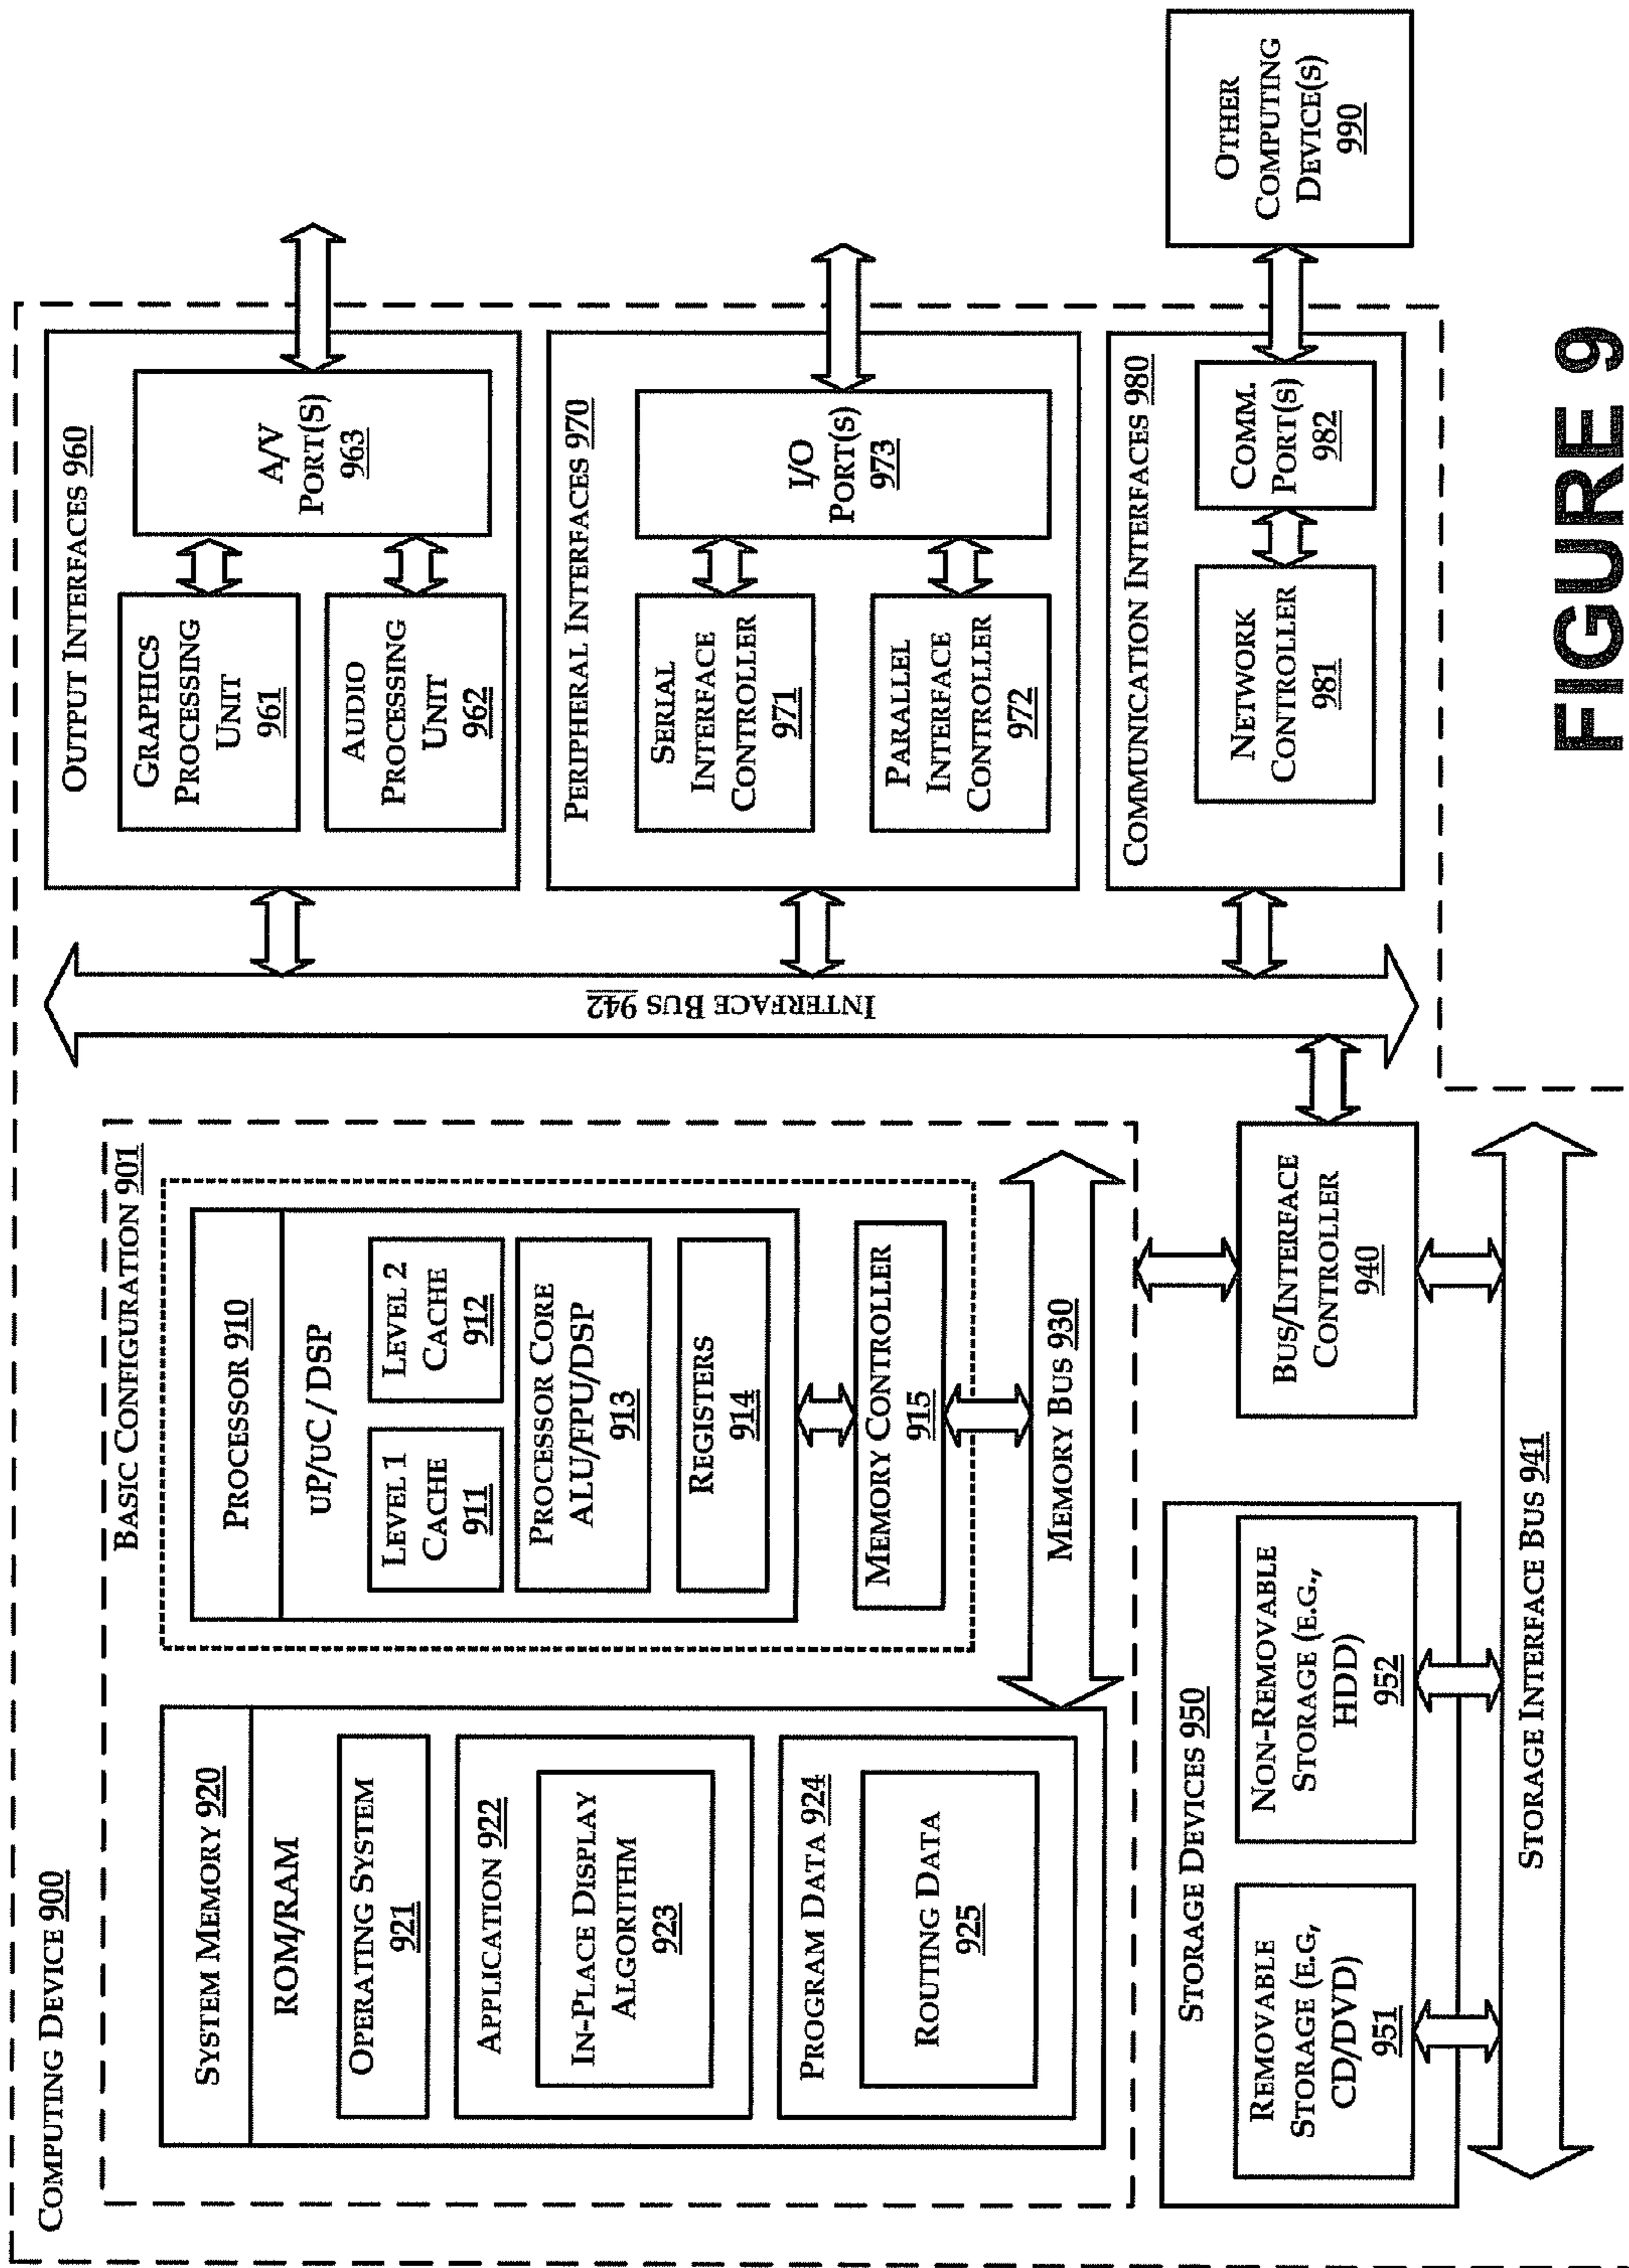 COMPUTING DEVICE 900
BASIC CONFIGURATION 901
SYSTEM MEMORY 920
ROM/RAM
OPERATING SYSTEM
921
APPLICATION 922
IN-PLACE DISPLAY
ALGORITHM
923
PROGRAM DATA 924
ROUTING DATA
925
PROCESSOR 910
uP/uC / DSP
LEVEL 1
CACHE
911
LEVEL 2
CACHE
912
PROCESSOR CORE
ALU/FPU/DSP
913
REGISTERS
914
MEMORY CONTROLLER
915
MEMORY BUS 930
BUS/INTERFACE
CONTROLLER
940
STORAGE DEVICES 950
REMOVABLE
STORAGE (E.G,
CD/DVD)
951
NON-REMOVABLE
STORAGE (E.G.,
HDD)
952
STORAGE INTERFACE BUS 941
INTERFACE BUS 942
OUTPUT INTERFACES 960
GRAPHICS
PROCESSING
UNIT
961
AUDIO
PROCESSING
UNIT
962
A/V
PORT(S)
963
PERIPHERAL INTERFACES 970
SERIAL
INTERFACE
CONTROLLER
971
PARALLEL
INTERFACE
CONTROLLER
972
I/O
PORT(S)
973
COMMUNICATION INTERFACES 980
NETWORK
CONTROLLER
981
COMM.
PORT(S)
982
OTHER
COMPUTING
DEVICE(S)
990
FIGURE 9